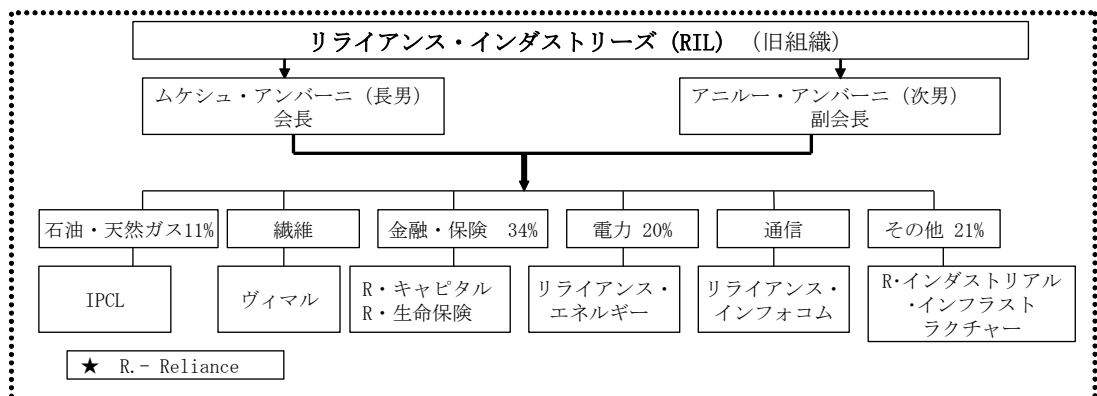 リライアンス・インダストリーズ (RIL) (旧組織)
ムケシュ・アンバーニ (長男)
会長
アニルー・アンバーニ (次男)
副会長
石油・天然ガス11%
繊維
金融・保険 34%
電力 20%
通信
その他 21%
IPCL
ヴィマル
R・キャピタル
R・生命保険
リライアンス・
エネルギー
リライアンス・
インフォコム
R・インダストリアル
・インフラスト
ラクチャー
★ R.- Reliance